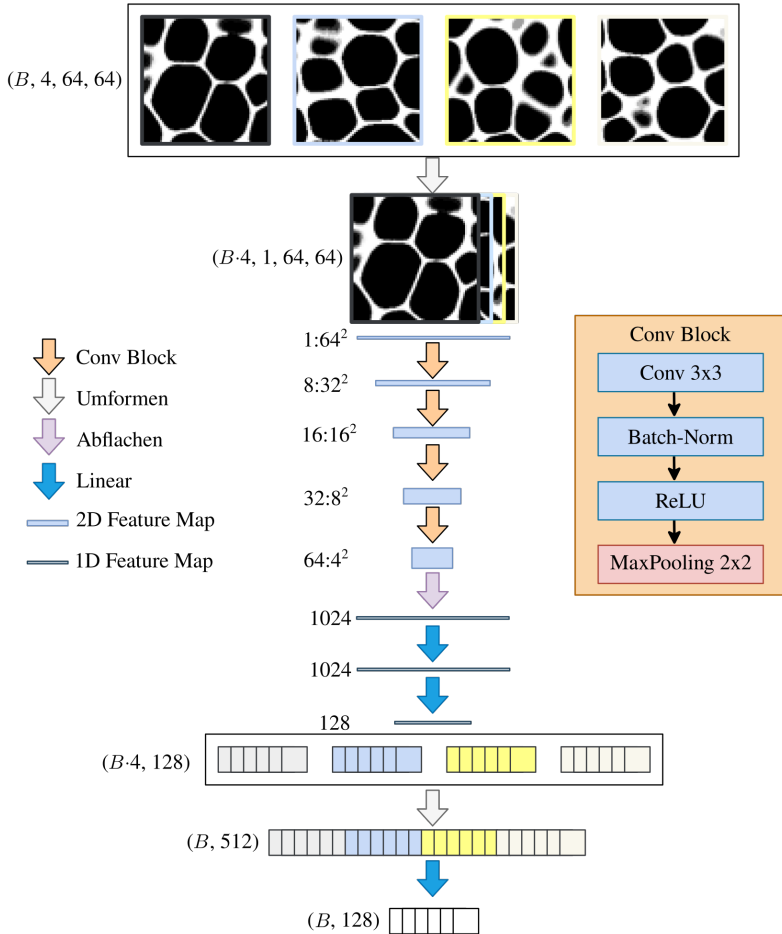 (B, 4, 64, 64)
(B·4, 1, 64, 64)
1:64²
8:32²
16:16²
32:8²
64:4²
1024
1024
128
(B·4, 128)
(B, 512)
(B, 128)
Conv Block
Umformen
Abflachen
Linear
2D Feature Map
1D Feature Map
Conv Block
Conv 3x3
Batch-Norm
ReLU
MaxPooling 2x2